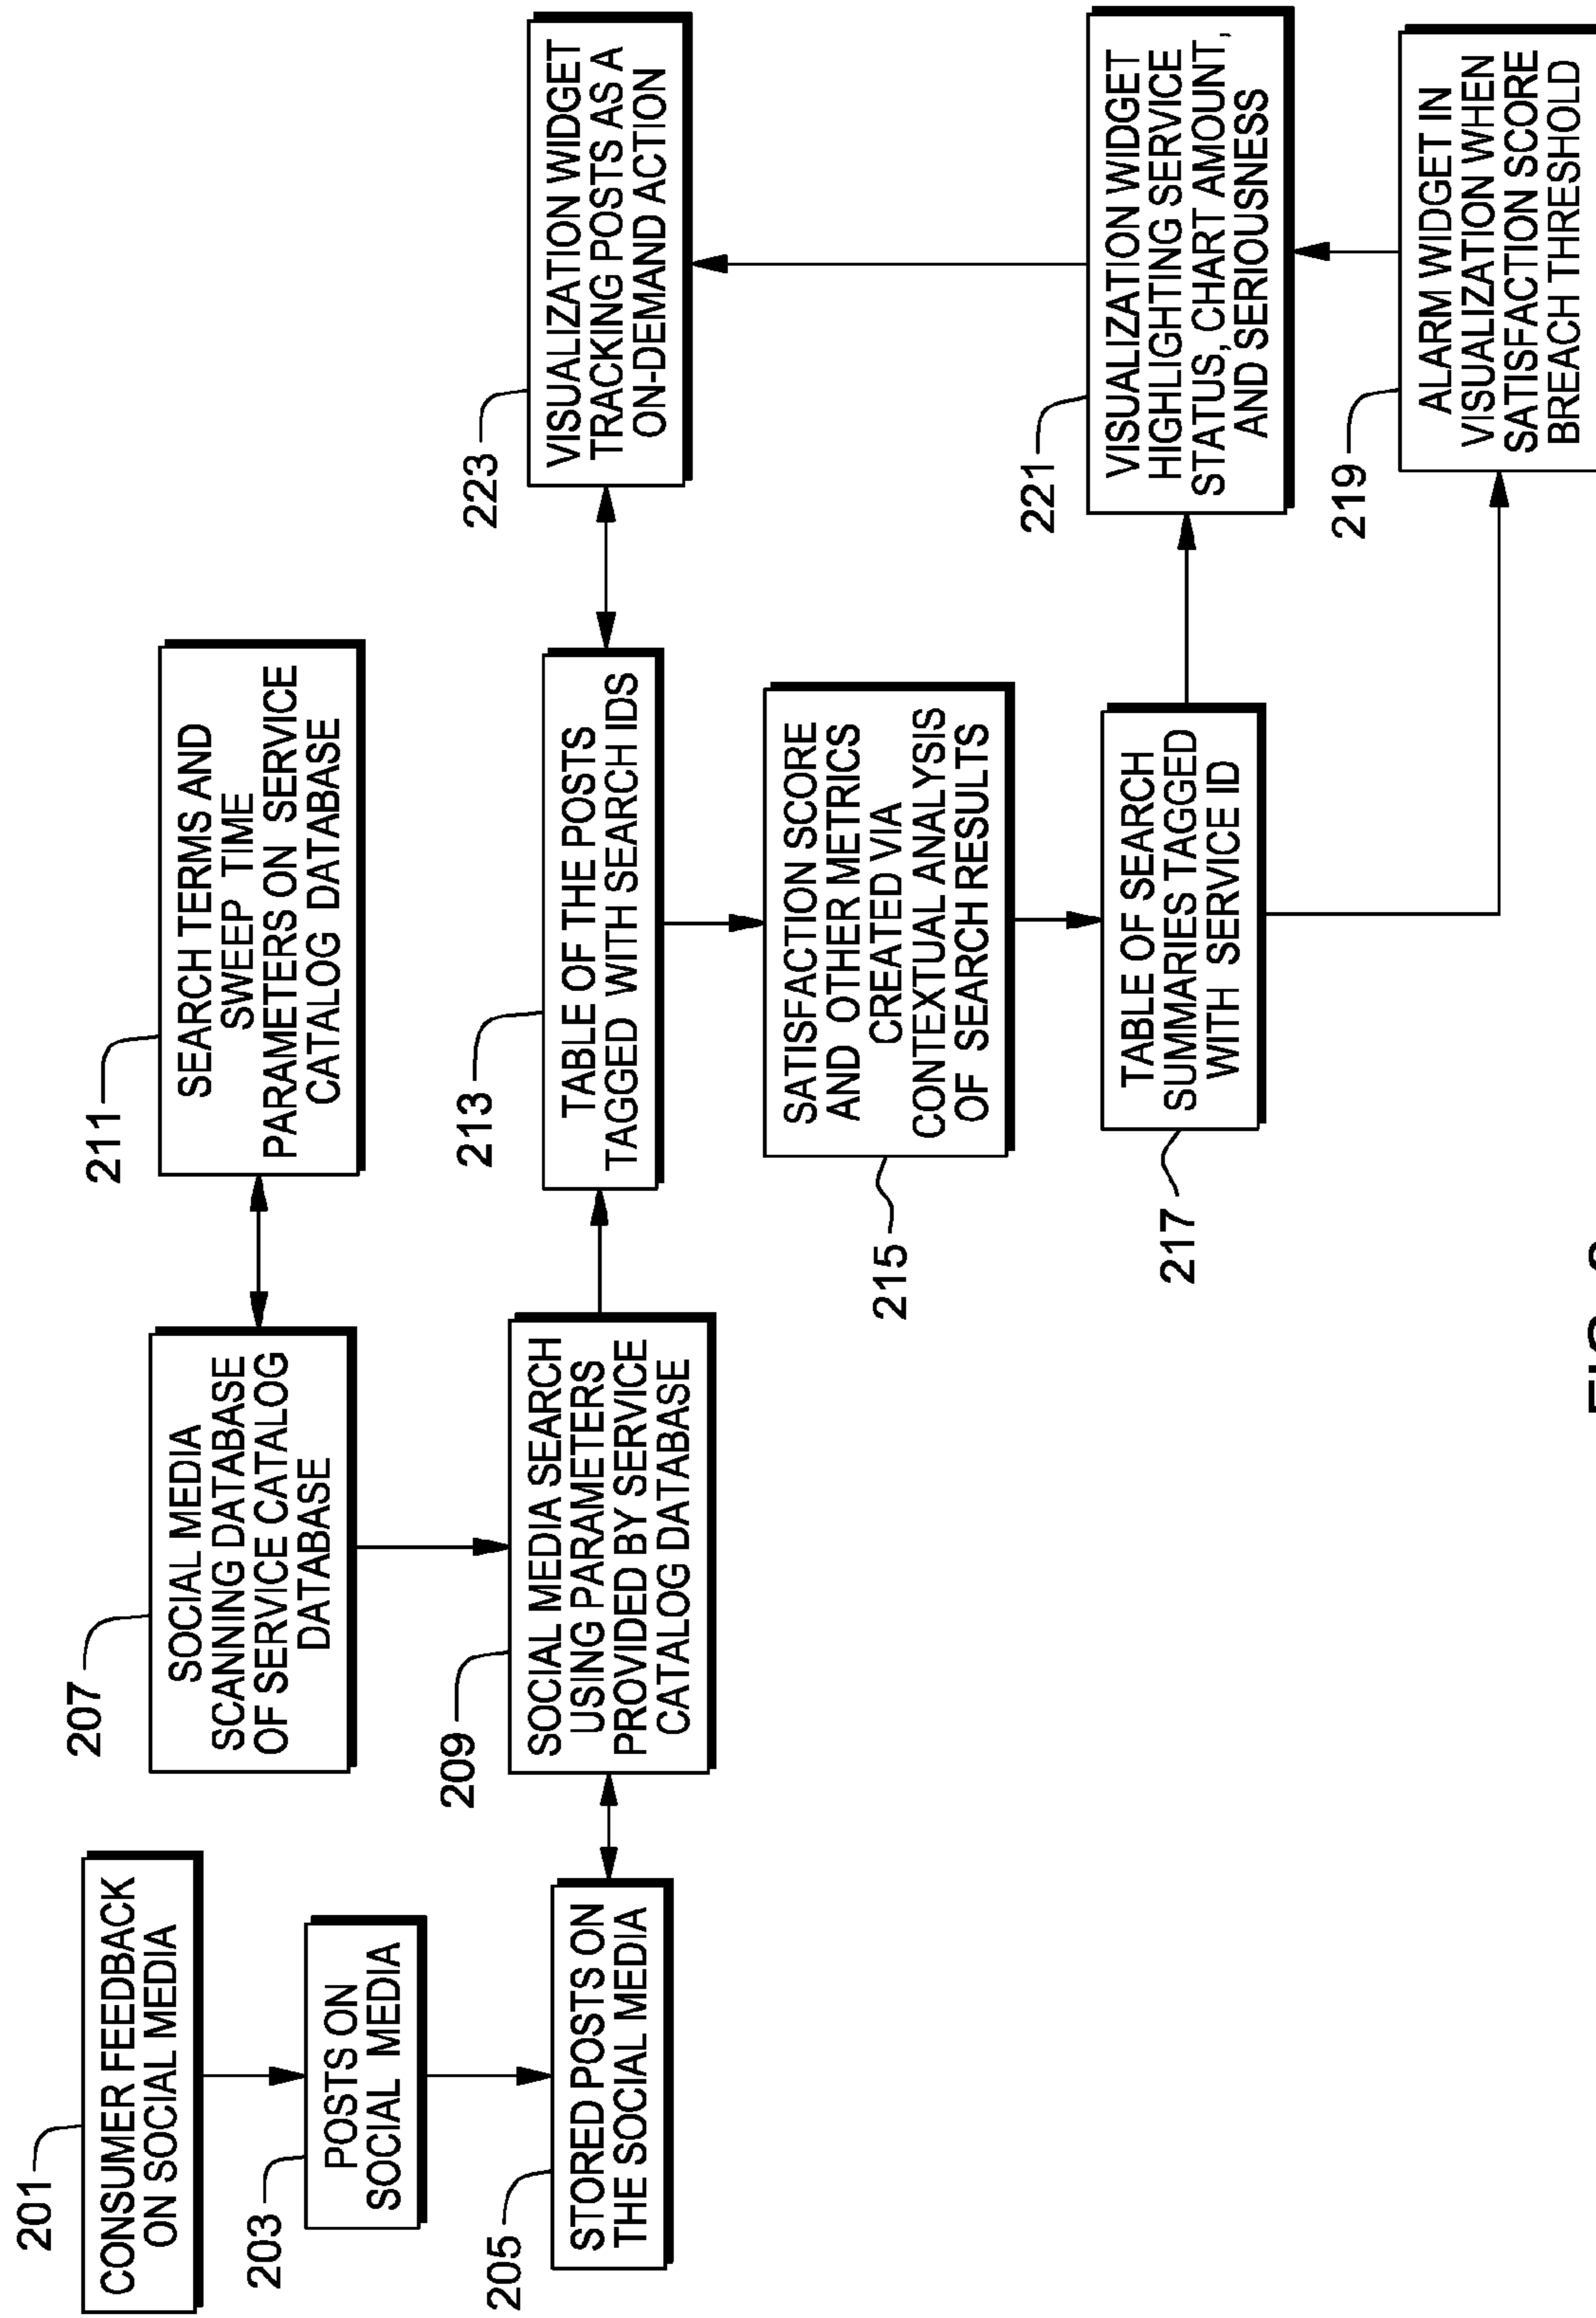 201
CONSUMER FEEDBACK
ON SOCIAL MEDIA
203
POSTS ON
SOCIAL MEDIA
205
STORED POSTS ON
THE SOCIAL MEDIA
207
SOCIAL MEDIA
SCANNING DATABASE
OF SERVICE CATALOG
DATABASE
209
SOCIAL MEDIA SEARCH
USING PARAMETERS
PROVIDED BY SERVICE
CATALOG DATABASE
211
SEARCH TERMS AND
SWEEP TIME
PARAMETERS ON SERVICE
CATALOG DATABASE
213
TABLE OF THE POSTS
TAGGED WITH SEARCH IDS
215
SATISFACTION SCORE
AND OTHER METRICS
CREATED VIA
CONTEXTUAL ANALYSIS
OF SEARCH RESULTS
217
TABLE OF SEARCH
SUMMARIES TAGGED
WITH SERVICE ID
223
VISUALIZATION WIDGET
TRACKING POSTS AS A
ON-DEMAND ACTION
221
VISUALIZATION WIDGET
HIGHLIGHTING SERVICE
STATUS, CHART AMOUNT,
AND SERIOUSNESS
219
ALARM WIDGET IN
VISUALIZATION WHEN
SATISFACTION SCORE
BREACH THRESHOLD